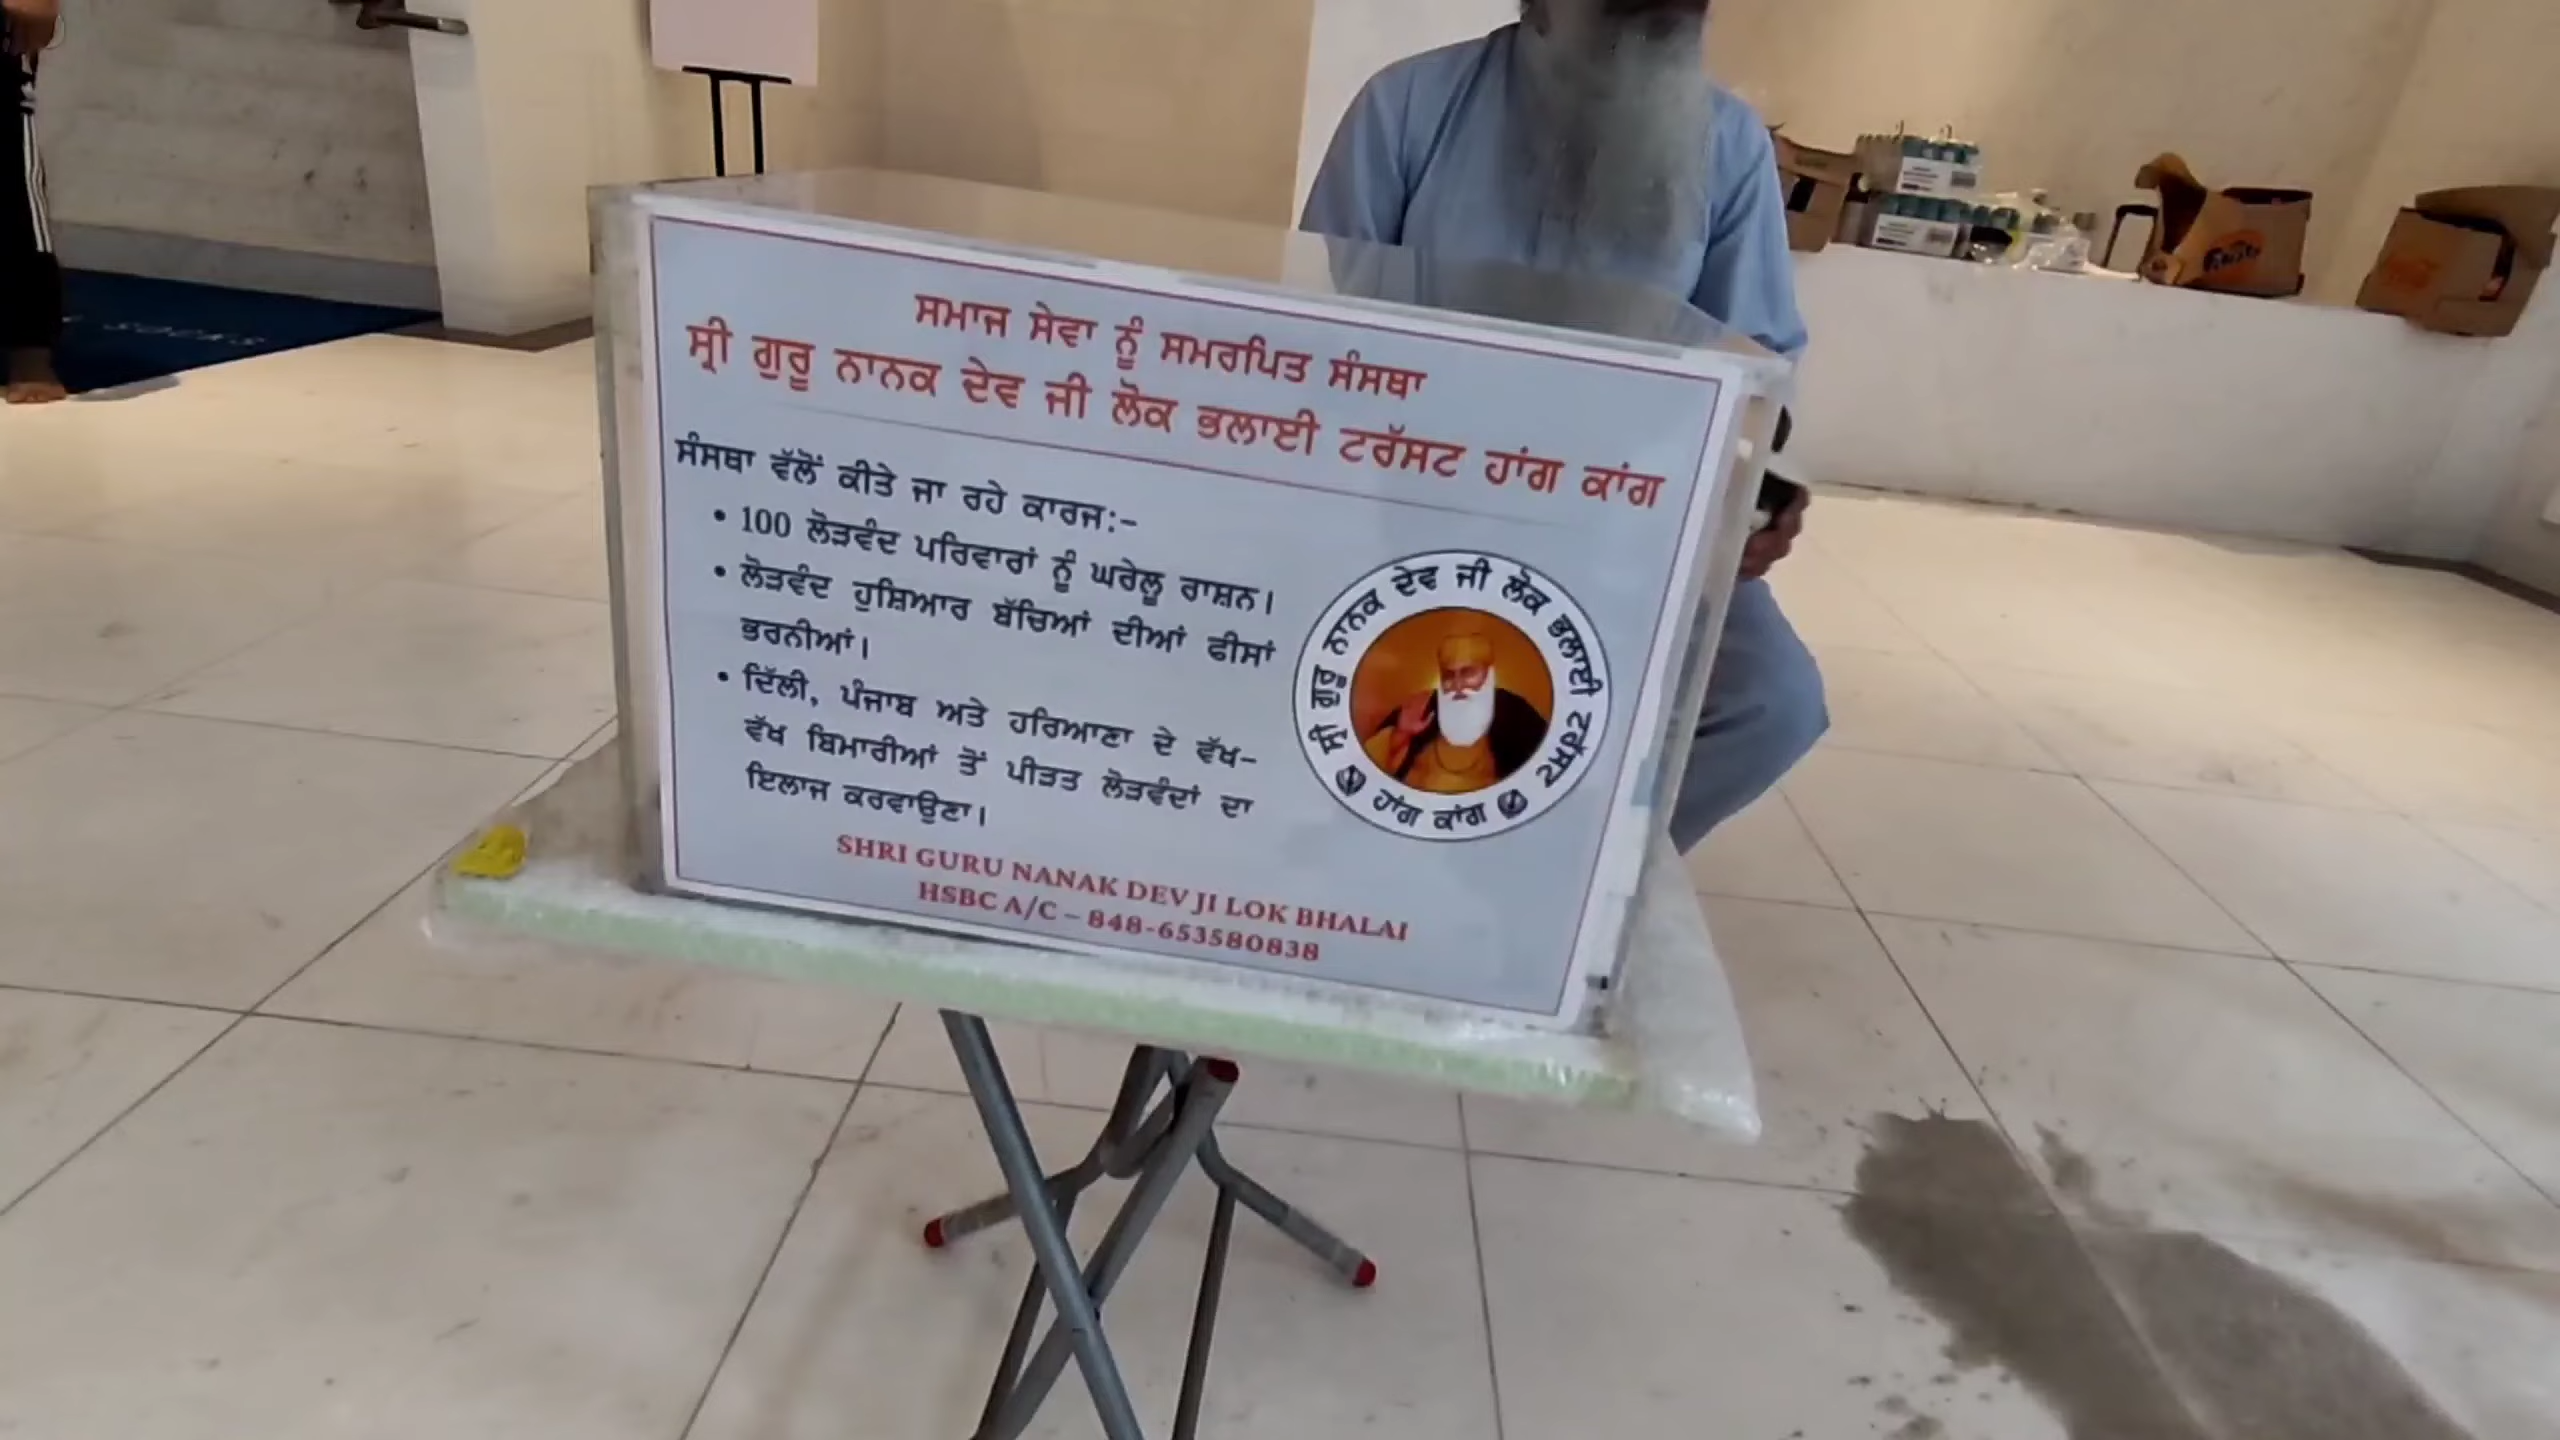 ਸਮਾਜ ਸੇਵਾ ਨੂੰ ਸਮਰਪਿਤ ਸੰਸਥਾ
ਸ੍ਰੀ ਗੁਰੂ ਨਾਨਕ ਦੇਵ ਜੀ ਲੋਕ ਭਲਾਈ ਟਰੱਸਟ ਹਾਂਗ ਕਾਂਗ
ਸੰਸਥਾ ਵੱਲੋਂ ਕੀਤੇ ਜਾ ਰਹੇ ਕਾਰਜ:-
• 100 ਲੋੜਵੰਦ ਪਰਿਵਾਰਾਂ ਨੂੰ ਘਰੇਲੂ ਰਾਸ਼ਨ।
• ਲੋੜਵੰਦ ਹੁਸ਼ਿਆਰ ਬੱਚਿਆਂ ਦੀਆਂ ਫੀਸਾਂ
ਭਰਨੀਆਂ।
• ਦਿੱਲੀ, ਪੰਜਾਬ ਅਤੇ ਹਰਿਆਣਾ ਦੇ ਵੱਖ-
ਵੱਖ ਬਿਮਾਰੀਆਂ ਤੋਂ ਪੀੜਤ ਲੋੜਵੰਦਾਂ ਦਾ
ਇਲਾਜ ਕਰਵਾਉਣਾ।
ਸ੍ਰੀ ਗੁਰੂ ਨਾਨਕ ਦੇਵ ਜੀ ਲੋਕ ਭਲਾਈ ਟਰੱਸਟ
ਹਾਂਗ ਕਾਂਗ
SHRI GURU NANAK DEV JI LOK BHALAI
HSBC A/C – 848-653580838